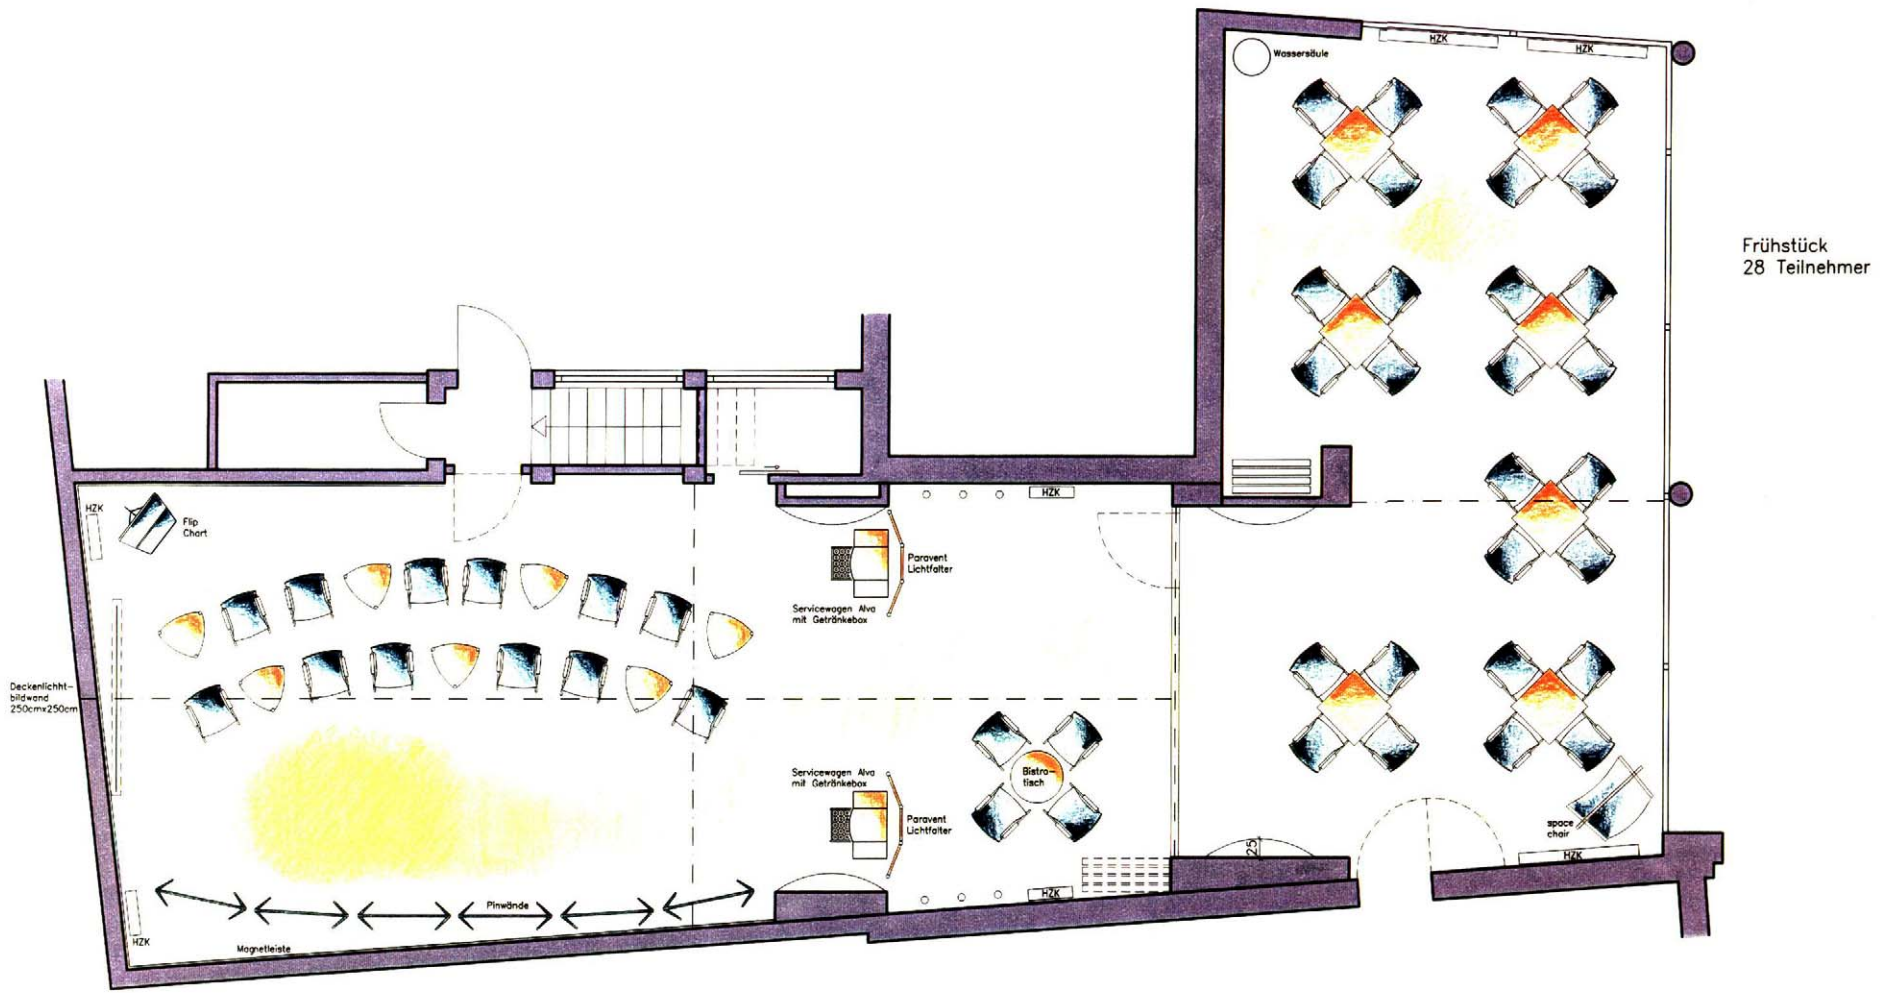 HZK
HZK
Wassersäule
Frühstück
28 Teilnehmer
HZK
HZK
Flip
Chart
Paravent
Lichtfalter
Servicewagen Alva
mit Getränkebox
Deckenlichht-
bildwand
250cmx250cm
Servicewagen Alva
mit Getränkebox
Bistro-
tisch
Paravent
Lichtfalter
space
chair
25
HZK
HZK
Pinwände
HZK
Magnetleiste